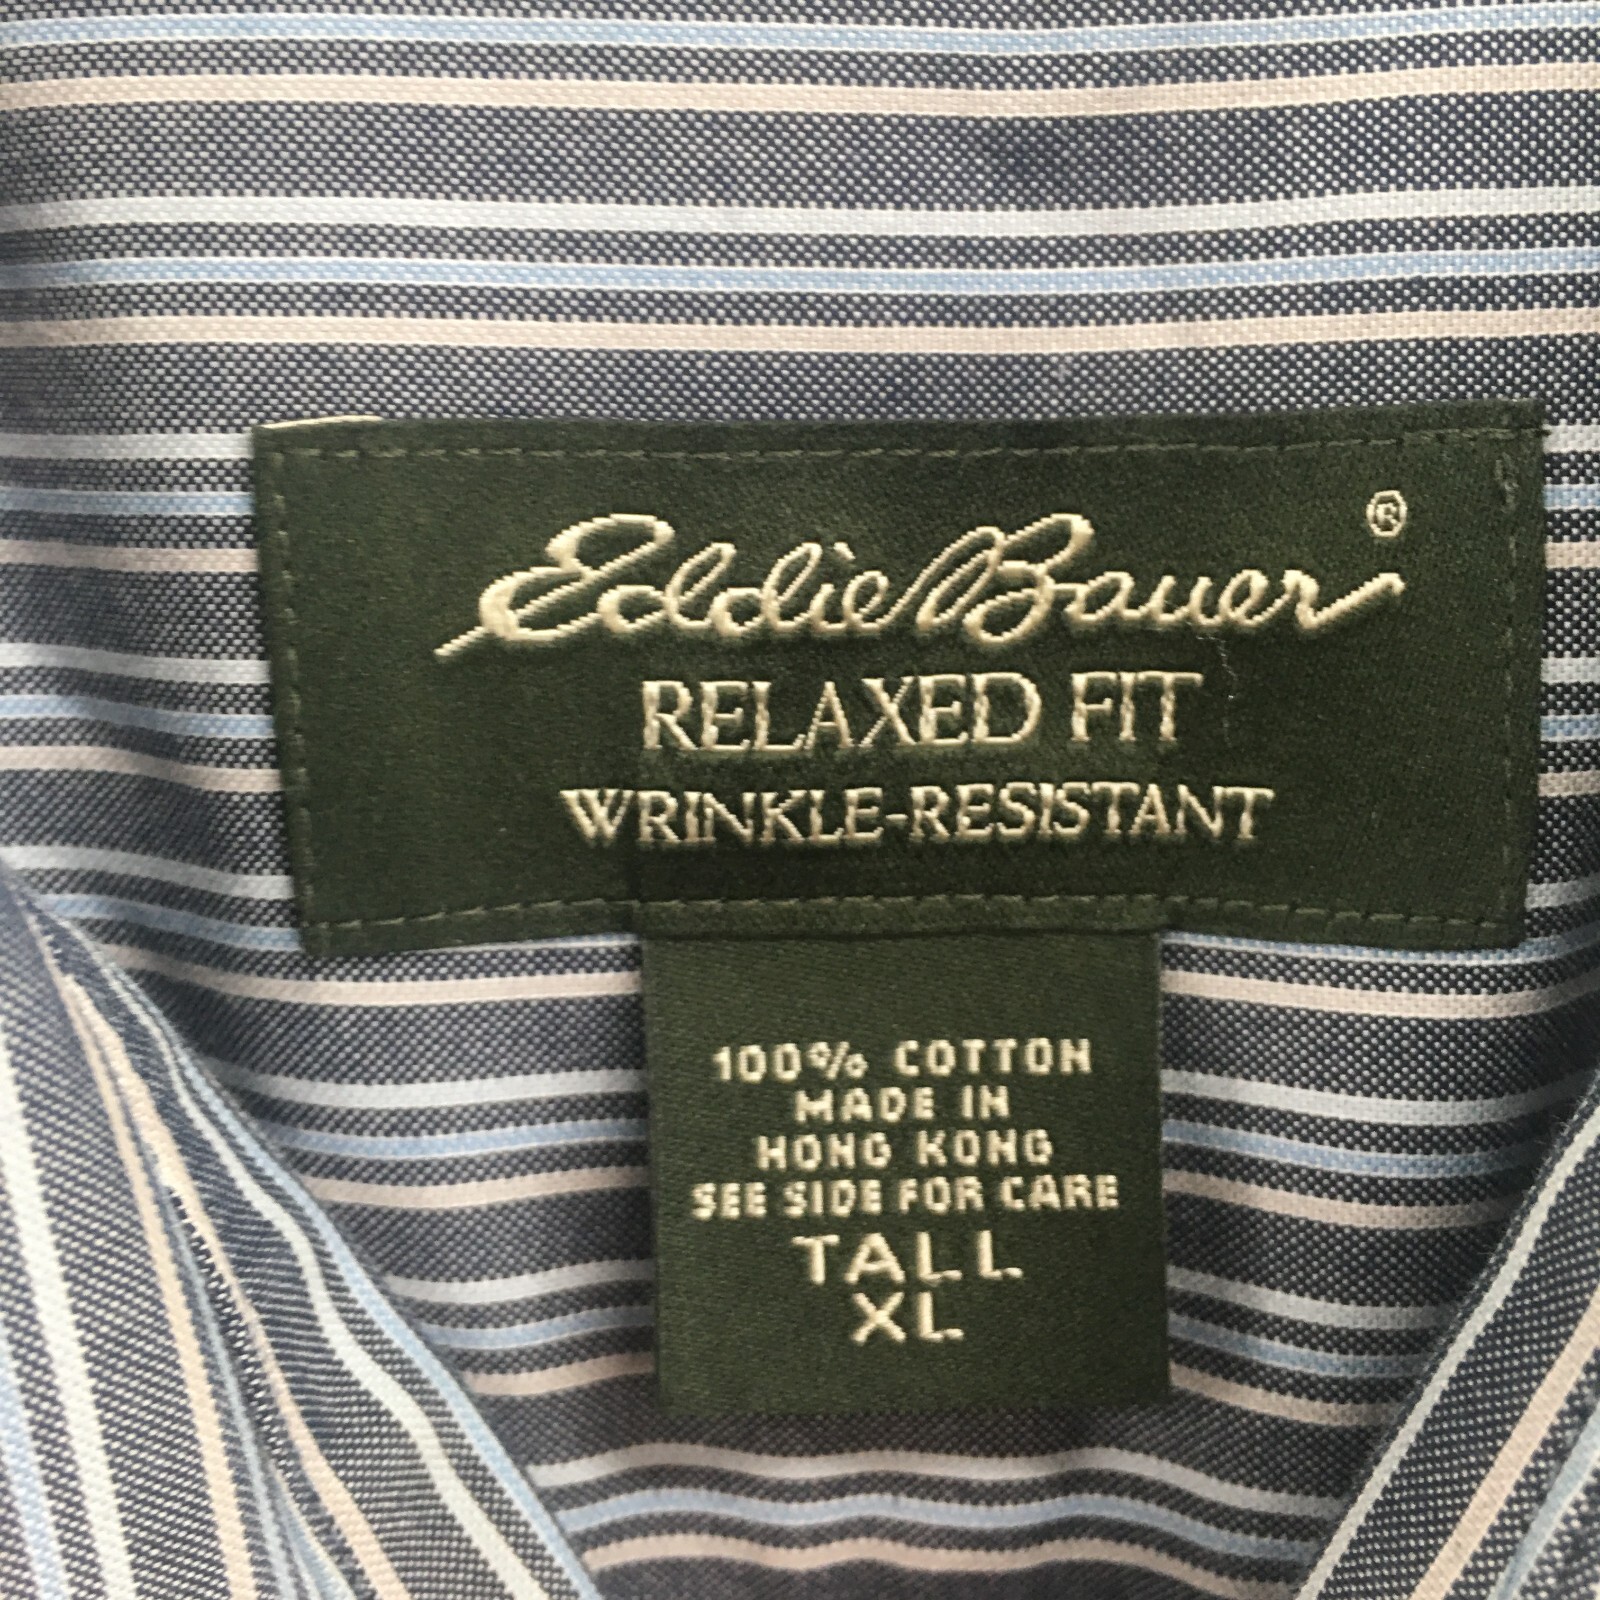 Eddie Bauer ®
RELAXED FIT
WRINKLE-RESISTANT
100% COTTON
MADE IN
HONG KONG
SEE SIDE FOR CARE
TALL
XL